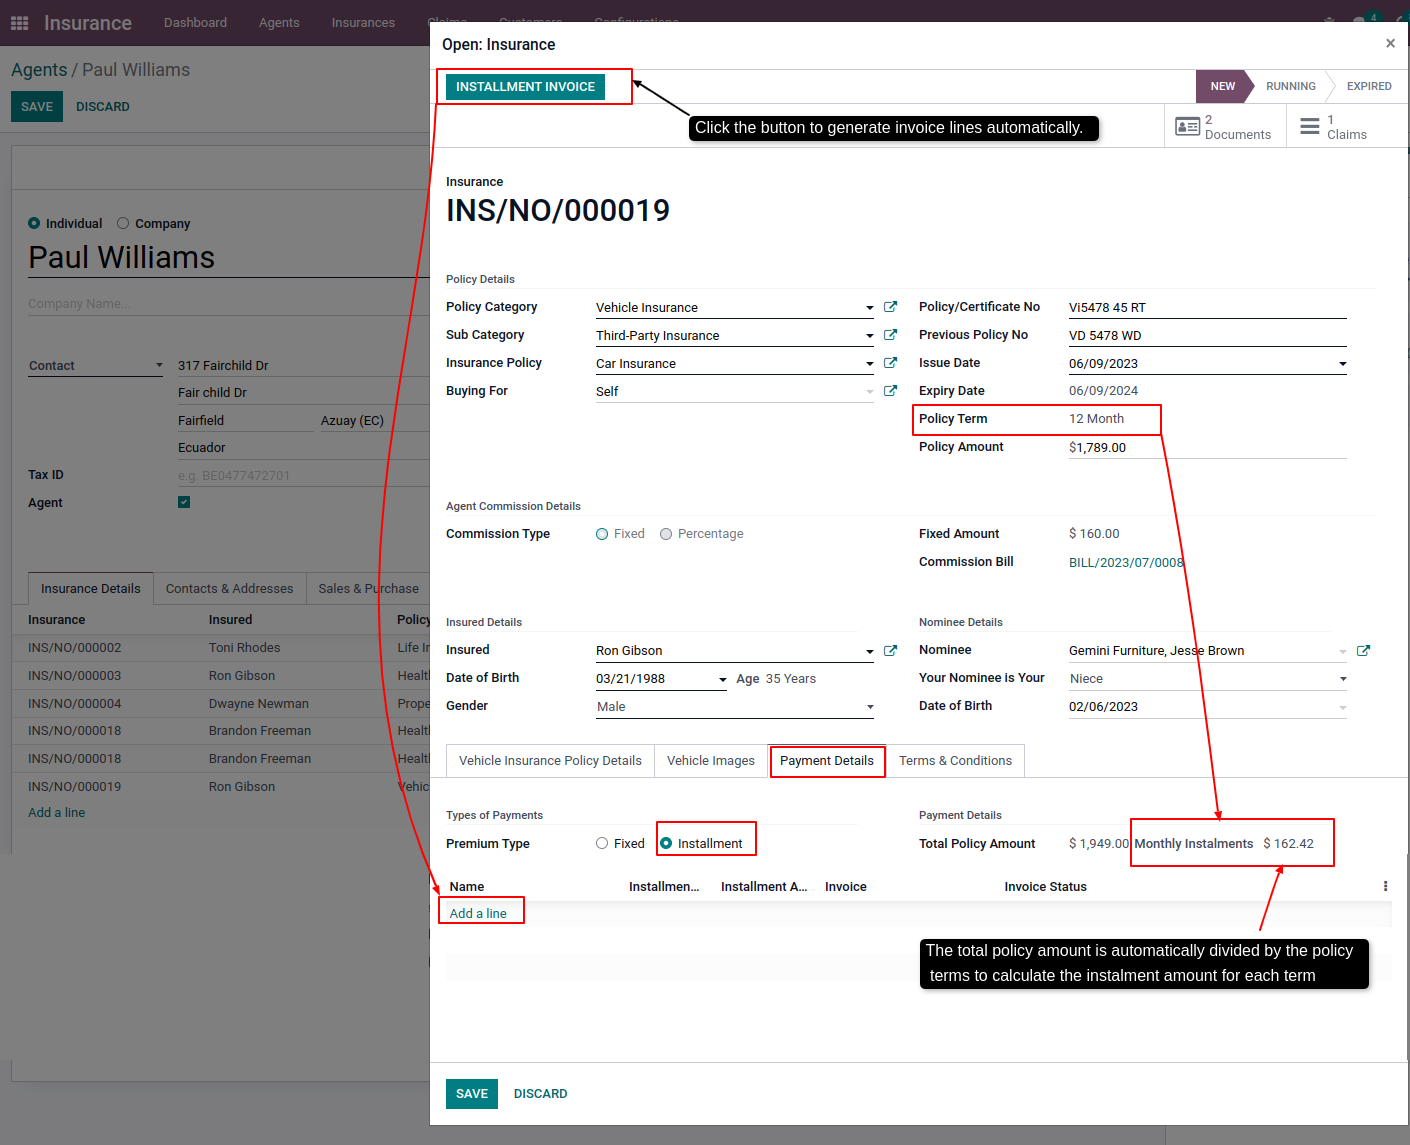 Insurance
Dashboard
Agents
Insurances
Claims
Customers
Configurations
4
Agents / Paul Williams
SAVE
DISCARD
Individual
Company
Paul Williams
Company Name...
Contact
317 Fairchild Dr
Fair child Dr
Fairfield
Azuay (EC)
Ecuador
Tax ID
e.g. BE0477472701
Agent
Insurance Details
Contacts & Addresses
Sales & Purchase
Insurance Insured Policy
INS/NO/000002 Toni Rhodes
INS/NO/000003 Ron Gibson
INS/NO/000004 Dwayne Newman
INS/NO/000018 Brandon Freeman
INS/NO/000018 Brandon Freeman
INS/NO/000019 Ron Gibson
Add a line
Open: Insurance
×
INSTALLMENT INVOICE
NEW
RUNNING
EXPIRED
Click the button to generate invoice lines automatically.
2
Documents
1
Claims
Insurance
INS/NO/000019
Policy Details
Policy Category Vehicle Insurance
Sub Category Third-Party Insurance
Insurance Policy Car Insurance
Buying For Self
Policy/Certificate No Vi5478 45 RT
Previous Policy No VD 5478 WD
Issue Date 06/09/2023
Expiry Date 06/09/2024
Policy Term 12 Month
Policy Amount $1,789.00
Agent Commission Details
Commission Type Fixed Percentage
Fixed Amount $ 160.00
Commission Bill BILL/2023/07/0008
Insured Details
Insured Ron Gibson
Date of Birth 03/21/1988 Age 35 Years
Gender Male
Nominee Details
Nominee Gemini Furniture, Jesse Brown
Your Nominee is Your Niece
Date of Birth 02/06/2023
Vehicle Insurance Policy Details
Vehicle Images
Payment Details
Terms & Conditions
Types of Payments
Premium Type Fixed Installment
Payment Details
Total Policy Amount $ 1,949.00 Monthly Instalments $ 162.42
Name Installmen... Installment A... Invoice Invoice Status
Add a line
The total policy amount is automatically divided by the policy
terms to calculate the instalment amount for each term
SAVE
DISCARD